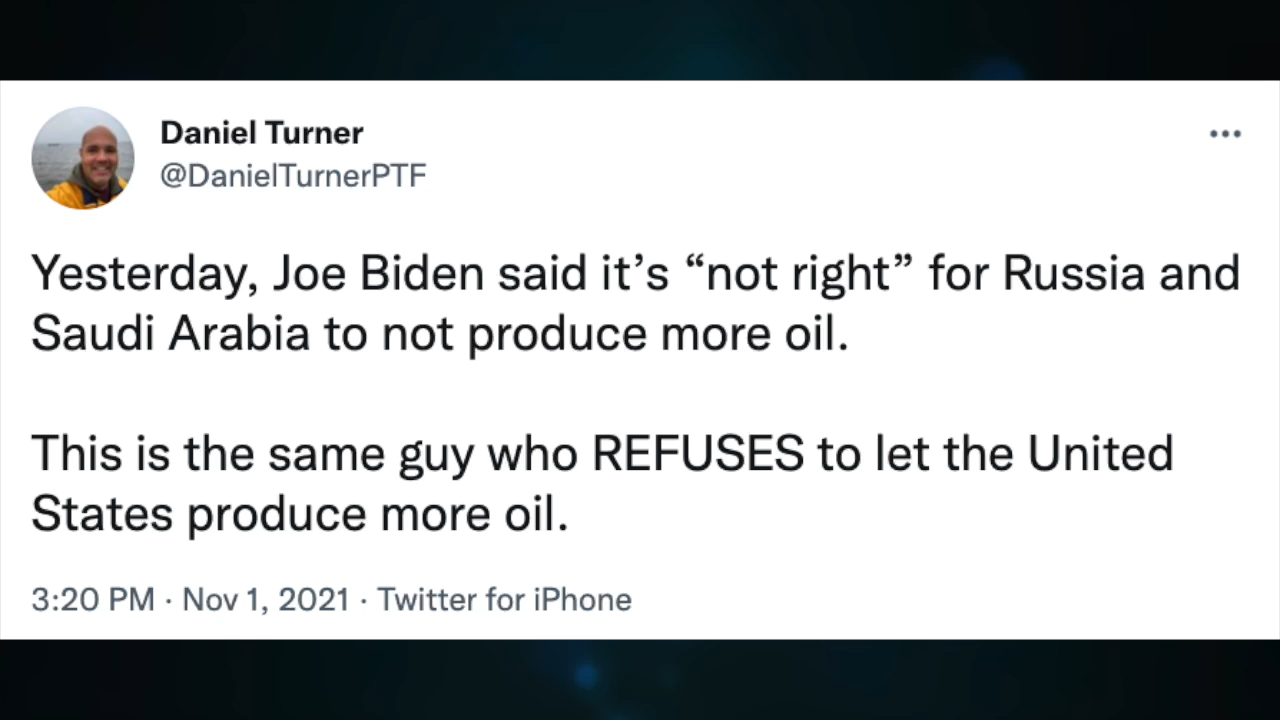 Daniel Turner
@DanielTurnerPTF
Yesterday, Joe Biden said it’s “not right” for Russia and
Saudi Arabia to not produce more oil.
This is the same guy who REFUSES to let the United
States produce more oil.
3:20 PM · Nov 1, 2021 · Twitter for iPhone